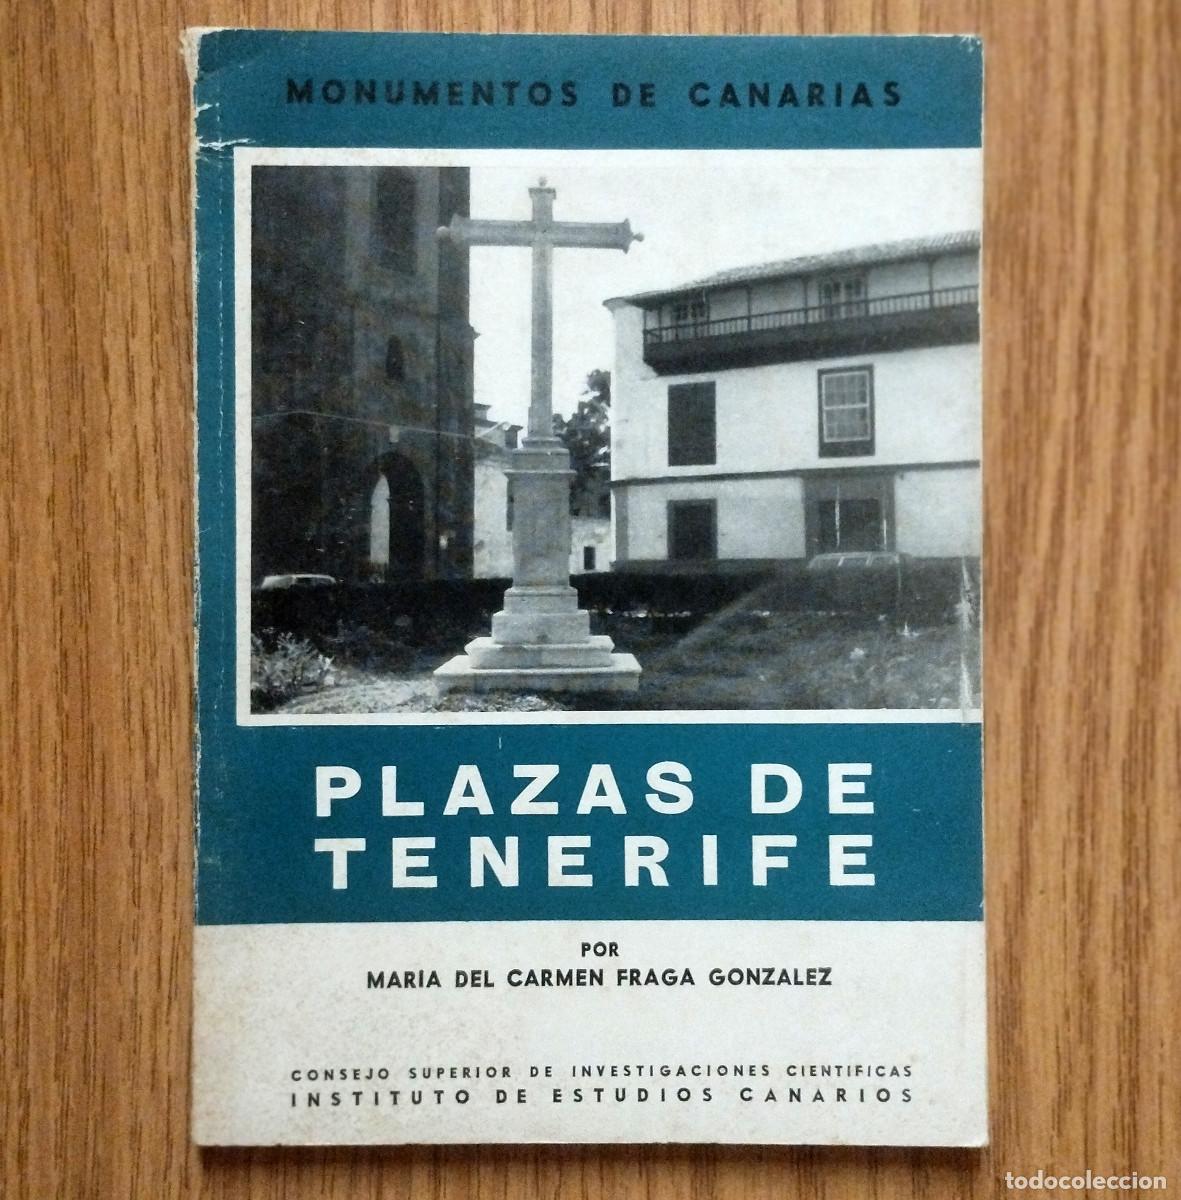 MONUMENTOS DE CANARIAS
PLAZAS DE
TENERIFE
POR
MARIA DEL CARMEN FRAGA GONZALEZ
CONSEJO SUPERIOR DE INVESTIGACIONES CIENTIFICAS
INSTITUTO DE ESTUDIOS CANARIOS
todocoleccion